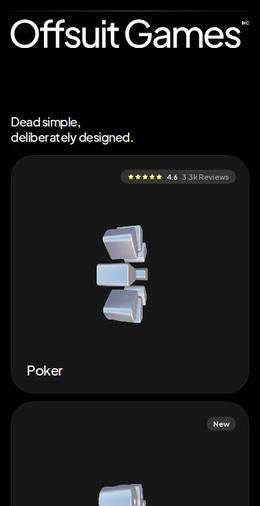 Offsuit Games INC
Dead simple,
deliberately designed.
4.6 3.3k Reviews
Poker
New